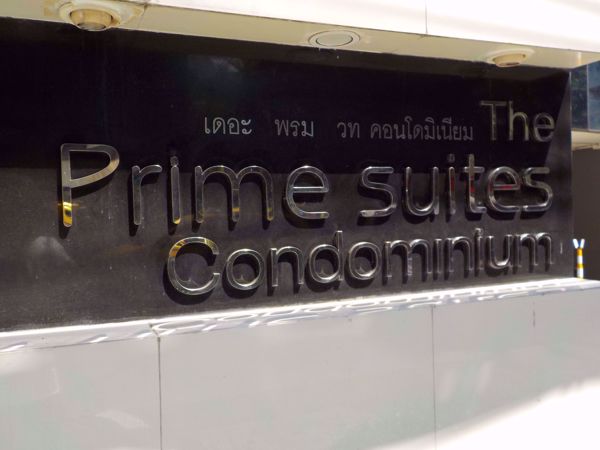 เดอะ พรม วท คอนโดมิเนียม The
Prime suites
Condominium